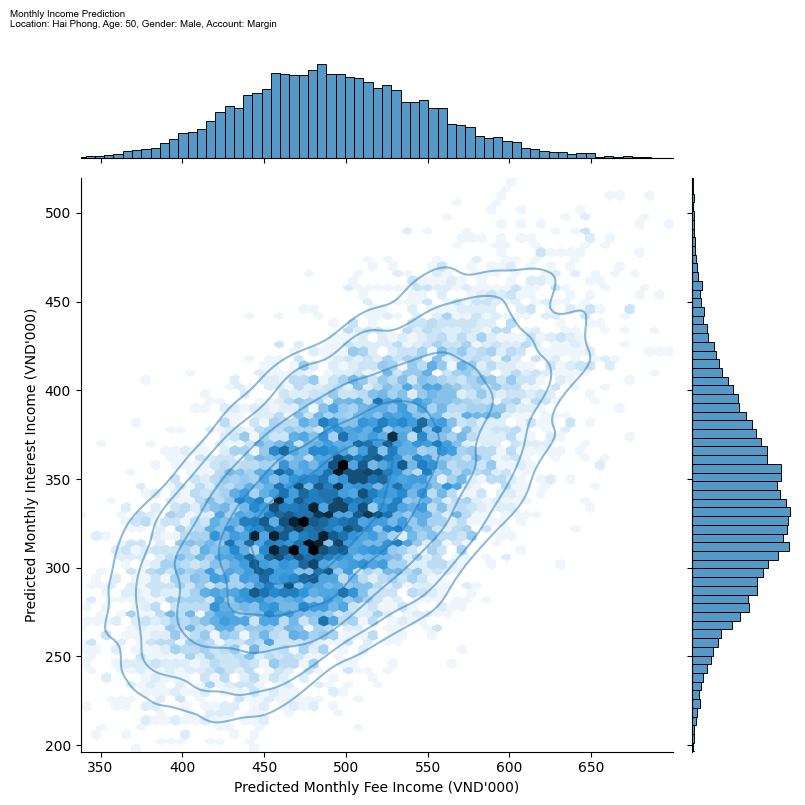 Monthly Income Prediction
Location: Hai Phong, Age: 50, Gender: Male, Account: Margin
500
450
400
350
300
250
200
Predicted Monthly Interest Income (VND'000)
350 400 450 500 550 600 650
Predicted Monthly Fee Income (VND'000)